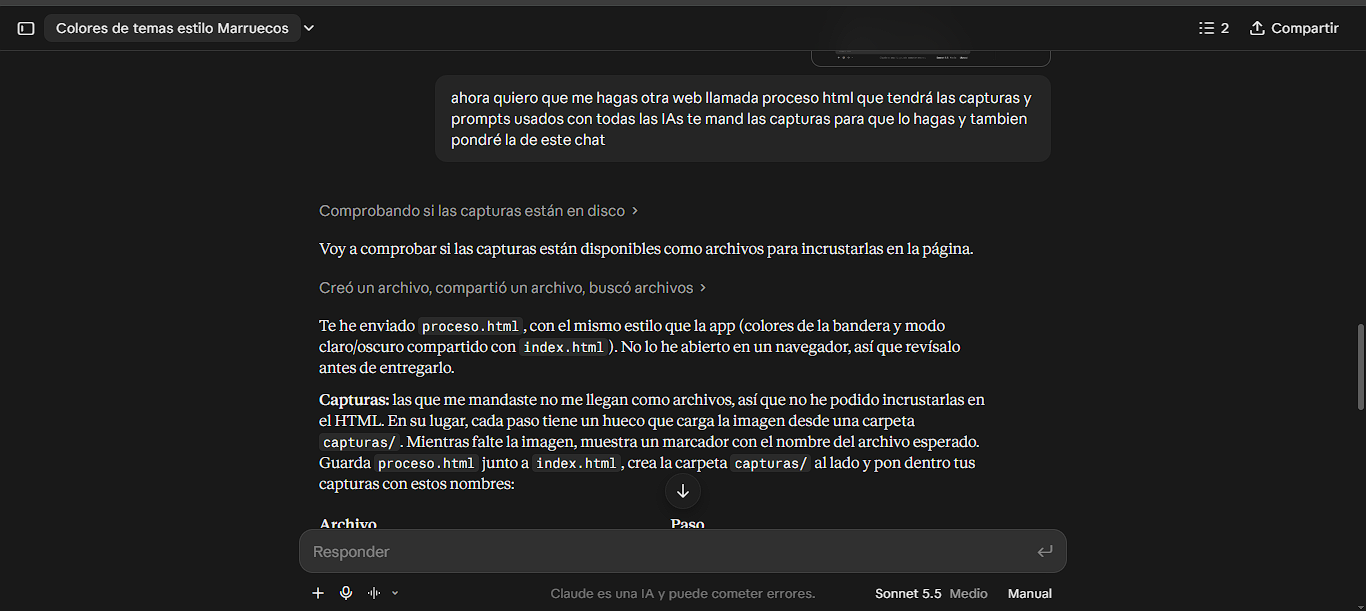 Colores de temas estilo Marruecos
2
Compartir
ahora quiero que me hagas otra web llamada proceso html que tendrá las capturas y
prompts usados con todas las IAs te mand las capturas para que lo hagas y tambien
pondré la de este chat
Comprobando si las capturas están en disco
Voy a comprobar si las capturas están disponibles como archivos para incrustarlas en la página.
Creó un archivo, compartió un archivo, buscó archivos
Te he enviado proceso.html, con el mismo estilo que la app (colores de la bandera y modo
claro/oscuro compartido con index.html). No lo he abierto en un navegador, así que revísalo
antes de entregarlo.
Capturas: las que me mandaste no me llegan como archivos, así que no he podido incrustarlas en
el HTML. En su lugar, cada paso tiene un hueco que carga la imagen desde una carpeta
capturas/. Mientras falte la imagen, muestra un marcador con el nombre del archivo esperado.
Guarda proceso.html junto a index.html, crea la carpeta capturas/ al lado y pon dentro tus
capturas con estos nombres:
Archivo Paso
Responder
Claude es una IA y puede cometer errores.
Sonnet 5.5 Medio Manual